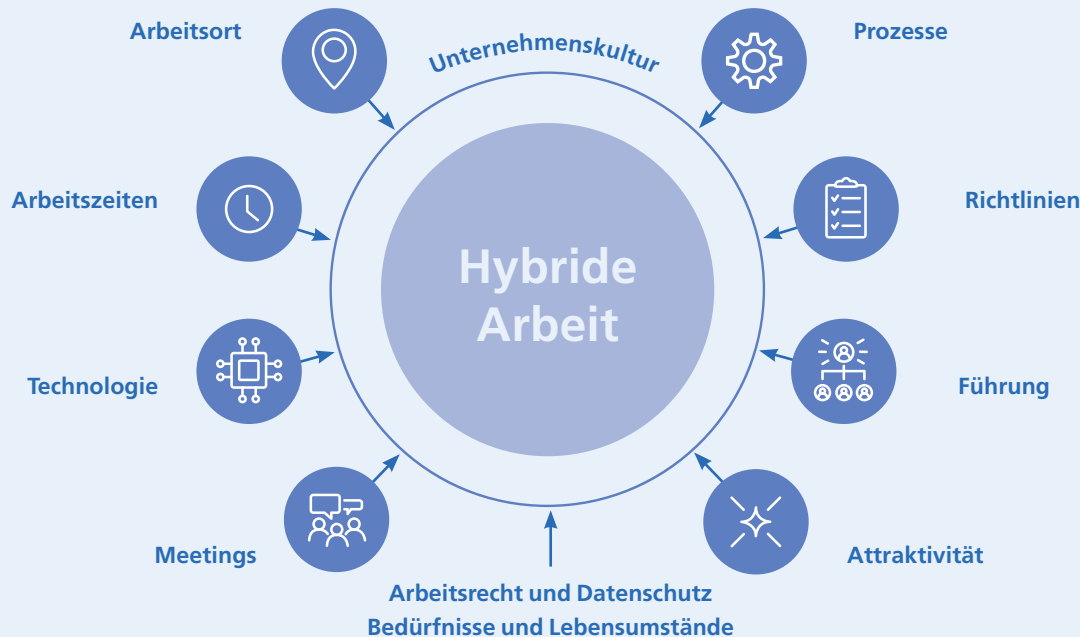 Arbeitsort
Unternehmenskultur
Prozesse
Arbeitszeiten
Richtlinien
Hybride
Arbeit
Technologie
Führung
Meetings
Attraktivität
Arbeitsrecht und Datenschutz
Bedürfnisse und Lebensumstände